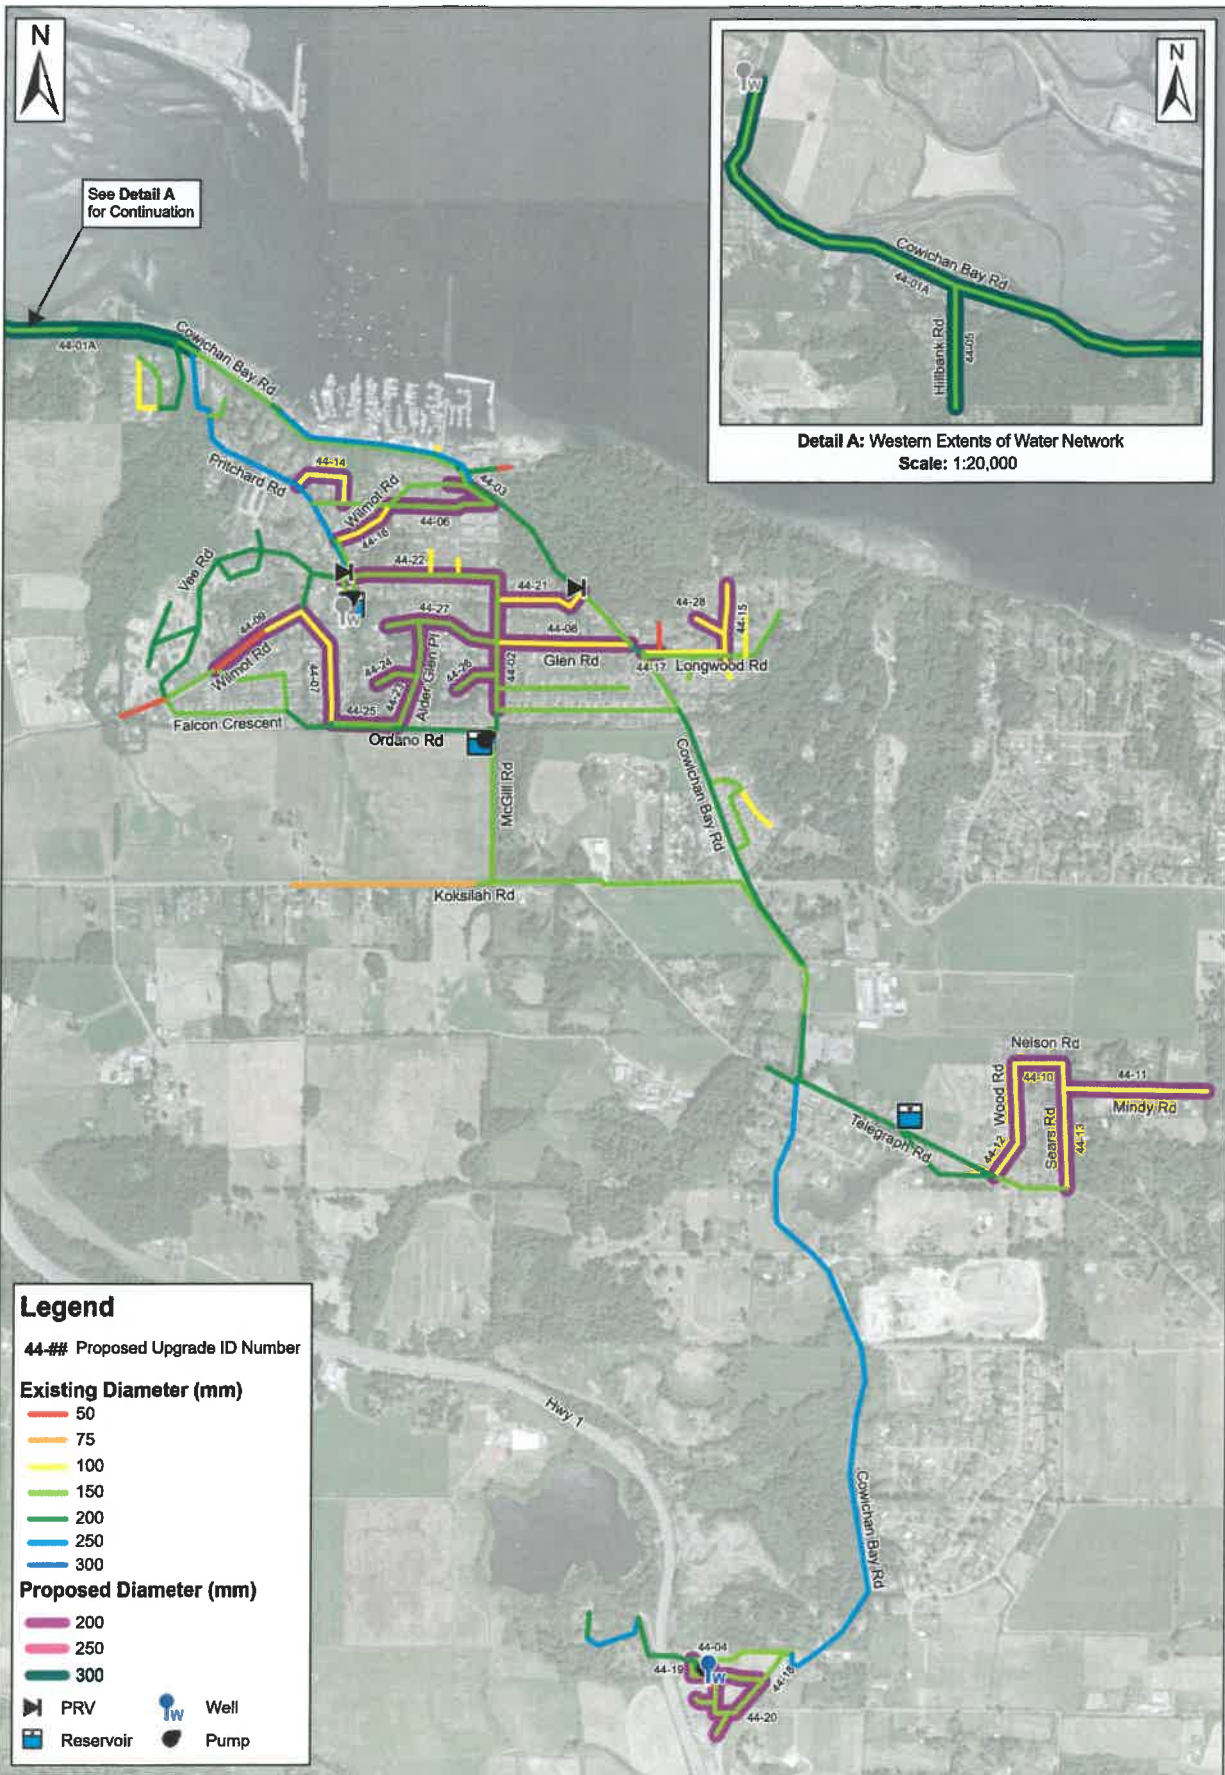 N
See Detail A
for Continuation
44-01A
Cowichan Bay Rd
N
W
Cowichan Bay Rd
44-01A
Hillbank Rd
44-05
Detail A: Western Extents of Water Network
Scale: 1:20,000
Pritchard Rd
44-14
Wilmot Rd
44-03
44-06
44-16
Vee Rd
44-22
44-21
W
44-27
44-28
44-15
44-09
Wilmot Rd
44-08
Glen Rd
44-17
Longwood Rd
44-07
44-24
44-23
Alder Glen Pl
44-26
44-02
Falcon Crescent
44-25
Ordano Rd
McGill Rd
Cowichan Bay Rd
Koksilah Rd
Nelson Rd
44-10
44-11
Mindy Rd
Wood Rd
Sears Rd
44-13
44-12
Telegraph Rd
Hwy 1
Cowichan Bay Rd
44-04
44-19
W
44-18
44-20
Legend
44-## Proposed Upgrade ID Number
Existing Diameter (mm)
50
75
100
150
200
250
300
Proposed Diameter (mm)
200
250
300
PRV
W
Well
Reservoir
Pump